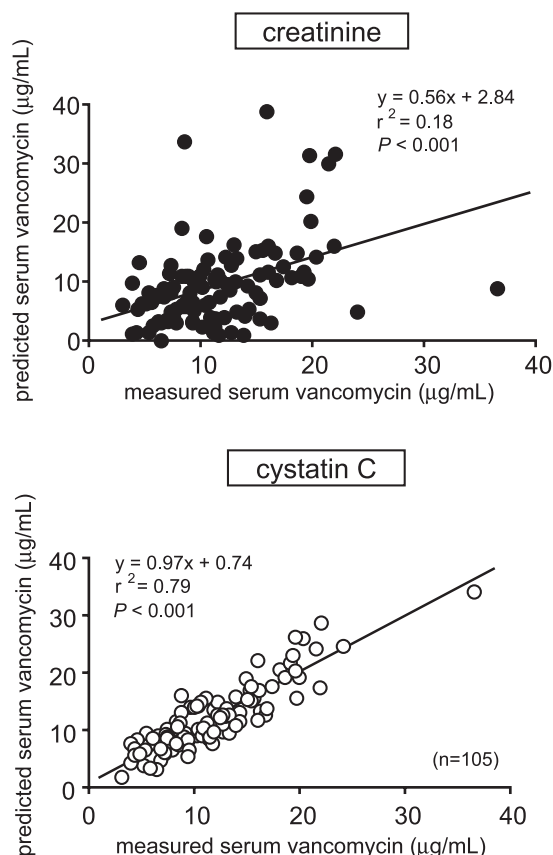 creatinine
predicted serum vancomycin (μg/mL)
40
30
20
10
0
y = 0.56x + 2.84
r ² = 0.18
P < 0.001
0 10 20 30 40
measured serum vancomycin (μg/mL)
cystatin C
predicted serum vancomycin (μg/mL)
40
30
20
10
0
y = 0.97x + 0.74
r ² = 0.79
P < 0.001
(n=105)
0 10 20 30 40
measured serum vancomycin (μg/mL)